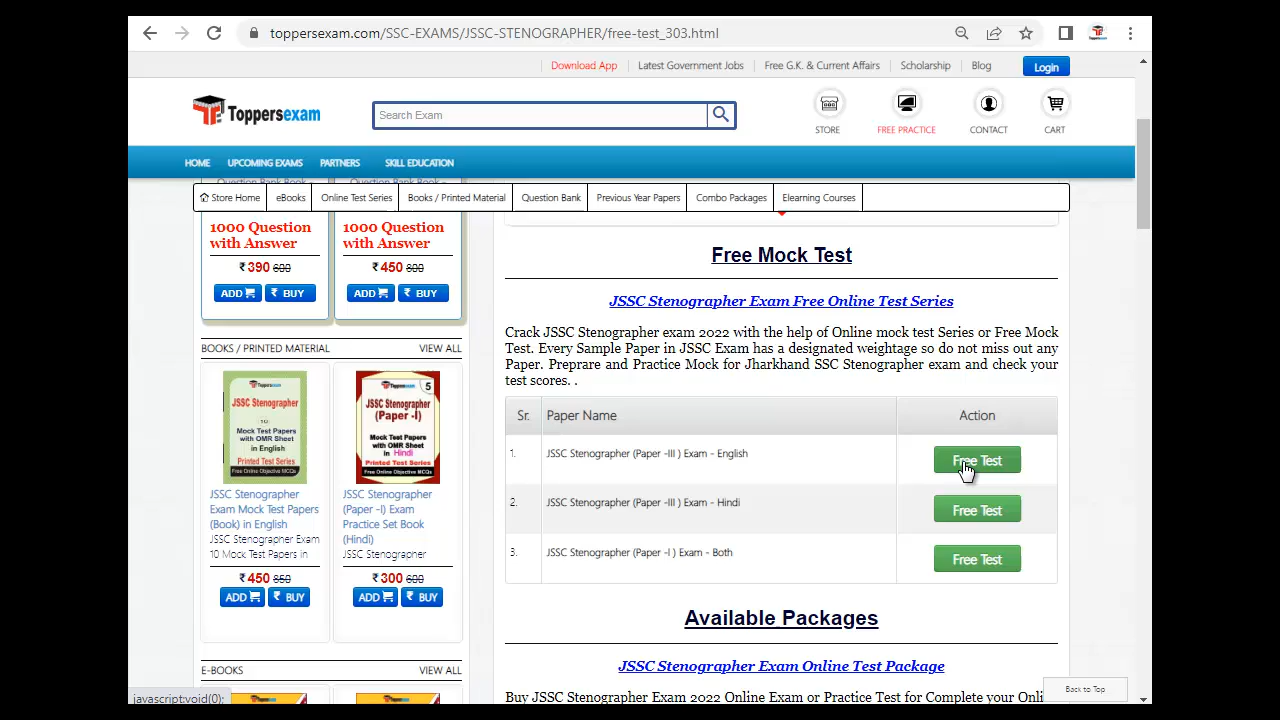 toppersexam.com/SSC-EXAMS/JSSC-STENOGRAPHER/free-test_303.html
Download App
Latest Government Jobs
Free G.K. & Current Affairs
Scholarship
Blog
Login
Toppersexam
Search Exam
STORE
FREE PRACTICE
CONTACT
CART
HOME
UPCOMING EXAMS
PARTNERS
SKILL EDUCATION
Store Home
eBooks
Online Test Series
Books / Printed Material
Question Bank
Previous Year Papers
Combo Packages
Elearning Courses
1000 Question
with Answer
₹ 390 600
ADD
₹ BUY
1000 Question
with Answer
₹ 450 800
ADD
₹ BUY
BOOKS / PRINTED MATERIAL
VIEW ALL
Toppersexam
JSSC Stenographer
10
Mock Test Papers
with OMR Sheet
in English
Printed Test Series
Free Online Objective MCQs
JSSC Stenographer
Exam Mock Test Papers
(Book) in English
JSSC Stenographer Exam
10 Mock Test Papers in
₹ 450 850
ADD
₹ BUY
Toppersexam
5
JSSC Stenographer
(Paper -I)
Mock Test Papers
with OMR Sheet
in Hindi
Printed Test Series
Free Online Objective MCQs
JSSC Stenographer
(Paper -I) Exam
Practice Set Book
(Hindi)
JSSC Stenographer
₹ 300 600
ADD
₹ BUY
E-BOOKS
VIEW ALL
Free Mock Test
JSSC Stenographer Exam Free Online Test Series
Crack JSSC Stenographer exam 2022 with the help of Online mock test Series or Free Mock
Test. Every Sample Paper in JSSC Exam has a designated weightage so do not miss out any
Paper. Preprare and Practice Mock for Jharkhand SSC Stenographer exam and check your
test scores. .
Sr.
Paper Name
Action
1.
JSSC Stenographer (Paper -III ) Exam - English
Free Test
2.
JSSC Stenographer (Paper -III ) Exam - Hindi
Free Test
3.
JSSC Stenographer (Paper -I ) Exam - Both
Free Test
Available Packages
JSSC Stenographer Exam Online Test Package
Buy JSSC Stenographer Exam 2022 Online Exam or Practice Test for Complete your Onli
Back to Top
javascript:void(0);